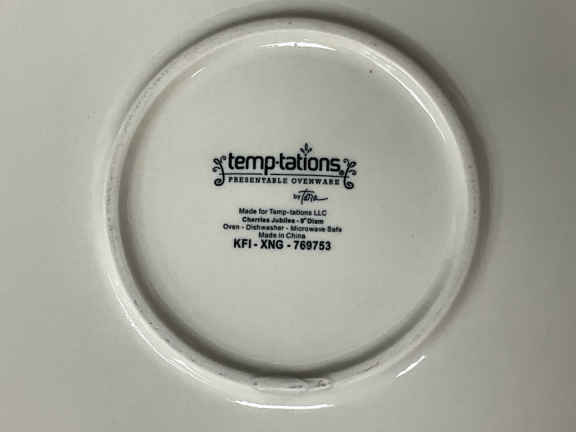 temp-tations
PRESENTABLE OVENWARE
by Tara
Made for Temp-tations LLC
Cherries Jubilee - 9" Diam
Oven - Dishwasher - Microwave Safe
Made in China
KFI - XNG - 769753